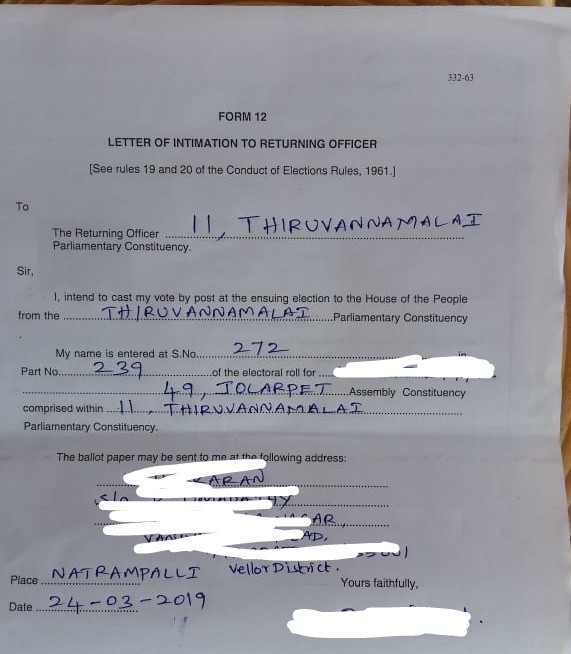 332-63
FORM 12
LETTER OF INTIMATION TO RETURNING OFFICER
[See rules 19 and 20 of the Conduct of Elections Rules, 1961.]
To
The Returning Officer 11, THIRUVANNAMALAI
Parliamentary Constituency.
Sir,
I, intend to cast my vote by post at the ensuing election to the House of the People
from the THIRUVANNAMALAI Parliamentary Constituency
My name is entered at S.No. 272 in
Part No. 239 of the electoral roll for
49, JOLARPET Assembly Constituency
comprised within 11, THIRUVANNAMALAI
Parliamentary Constituency.
The ballot paper may be sent to me at the following address:
ARAN
S/o
AR,
AD,
Vellor District.
Place NATRAMPALLI
Yours faithfully,
Date 24-03-2019